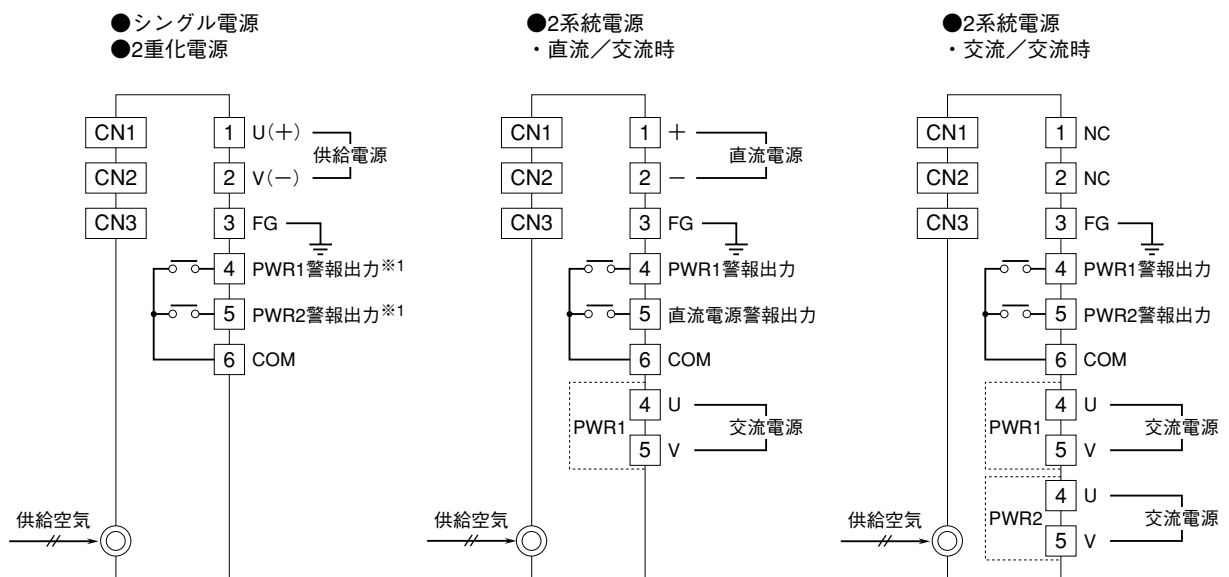 ●シングル電源
●2重化電源
CN1
CN2
CN3
1 U(+)
供給電源
2 V(−)
3 FG
4 PWR1警報出力※1
5 PWR2警報出力※1
6 COM
供給空気
●2系統電源
・直流／交流時
CN1
CN2
CN3
1 +
直流電源
2 −
3 FG
4 PWR1警報出力
5 直流電源警報出力
6 COM
PWR1
4 U
交流電源
5 V
供給空気
●2系統電源
・交流／交流時
CN1
CN2
CN3
1 NC
2 NC
3 FG
4 PWR1警報出力
5 PWR2警報出力
6 COM
PWR1
4 U
交流電源
5 V
PWR2
4 U
交流電源
5 V
供給空気